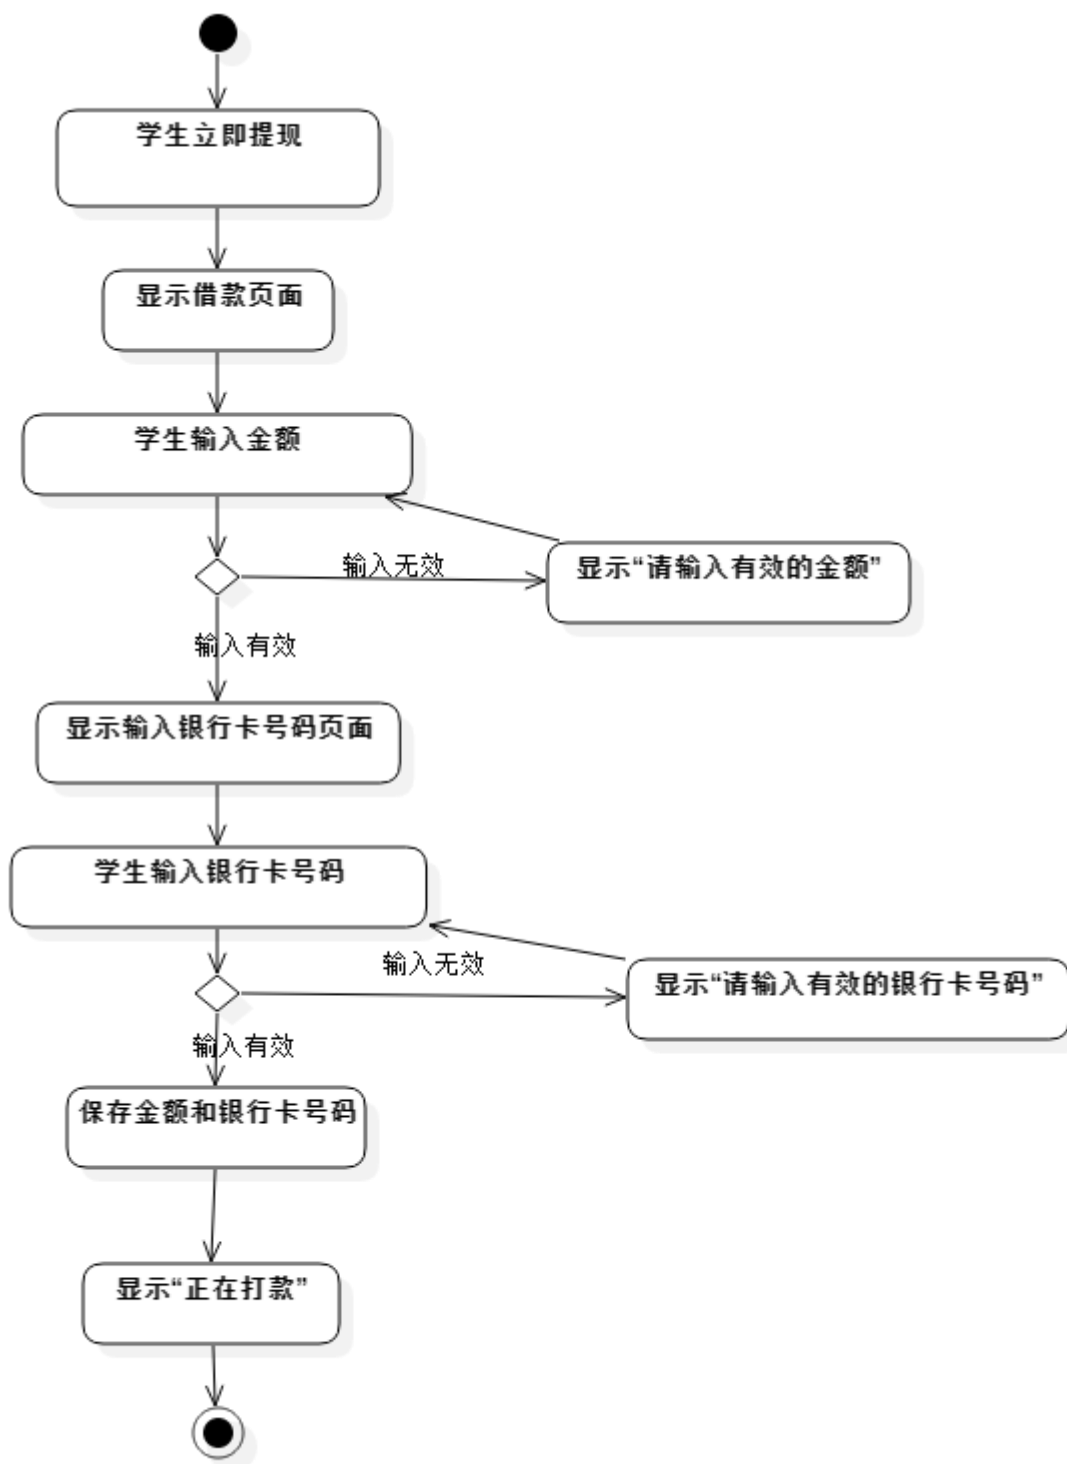 学生立即提现
显示借款页面
学生输入金额
输入无效
显示“请输入有效的金额”
输入有效
显示输入银行卡号码页面
学生输入银行卡号码
输入无效
显示“请输入有效的银行卡号码”
输入有效
保存金额和银行卡号码
显示“正在打款”